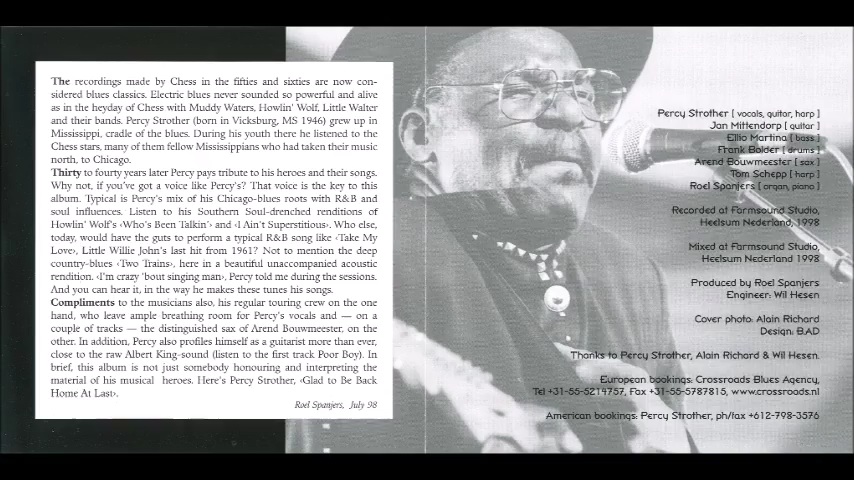 The recordings made by Chess in the fifties and sixties are now con-
sidered blues classics. Electric blues never sounded so powerful and alive
as in the heyday of Chess with Muddy Waters, Howlin' Wolf, Little Walter
and their bands. Percy Strother (born in Vicksburg, MS 1946) grew up in
Mississippi, cradle of the blues. During his youth there he listened to the
Chess stars, many of them fellow Mississippians who had taken their music
north, to Chicago.
Thirty to fourty years later Percy pays tribute to his heroes and their songs.
Why not, if you've got a voice like Percy's? That voice is the key to this
album. Typical is Percy's mix of his Chicago-blues roots with R&B and
soul influences. Listen to his Southern Soul-drenched renditions of
Howlin' Wolf's ‹Who's Been Talkin'› and ‹I Ain't Superstitious›. Who else,
today, would have the guts to perform a typical R&B song like ‹Take My
Love›, Little Willie John's last hit from 1961? Not to mention the deep
country-blues ‹Two Trains›, here in a beautiful unaccompanied acoustic
rendition. ‹I'm crazy 'bout singing man›, Percy told me during the sessions.
And you can hear it, in the way he makes these tunes his songs.
Compliments to the musicians also, his regular touring crew on the one
hand, who leave ample breathing room for Percy's vocals and — on a
couple of tracks — the distinguished sax of Arend Bouwmeester, on the
other. In addition, Percy also profiles himself as a guitarist more than ever,
close to the raw Albert King-sound (listen to the first track Poor Boy). In
brief, this album is not just somebody honouring and interpreting the
material of his musical heroes. Here's Percy Strother, ‹Glad to Be Back
Home At Last›.
Roel Spanjers, July 98
Percy Strother [ vocals, guitar, harp ]
Jan Mittendorp [ guitar ]
Ellio Martina [ bass ]
Frank Bolder [ drums ]
Arend Bouwmeester [ sax ]
Tom Schepp [ harp ]
Roel Spanjers [ organ, piano ]
Recorded at Farmsound Studio,
Heelsum Nederland, 1998
Mixed at Farmsound Studio,
Heelsum Nederland 1998
Produced by Roel Spanjers
Engineer: Wil Hesen
Cover photo: Alain Richard
Design: B.AD
Thanks to Percy Strother, Alain Richard & Wil Hesen.
European bookings: Crossroads Blues Agency,
Tel +31-55-5214757, Fax +31-55-5787815, www.crossroads.nl
American bookings: Percy Strother, ph/fax +612-798-3576